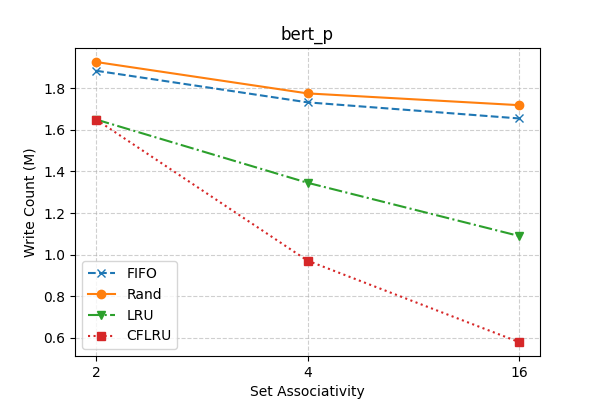 bert_p
Write Count (M)
1.8
1.6
1.4
1.2
1.0
0.8
0.6
FIFO
Rand
LRU
CFLRU
2
4
16
Set Associativity